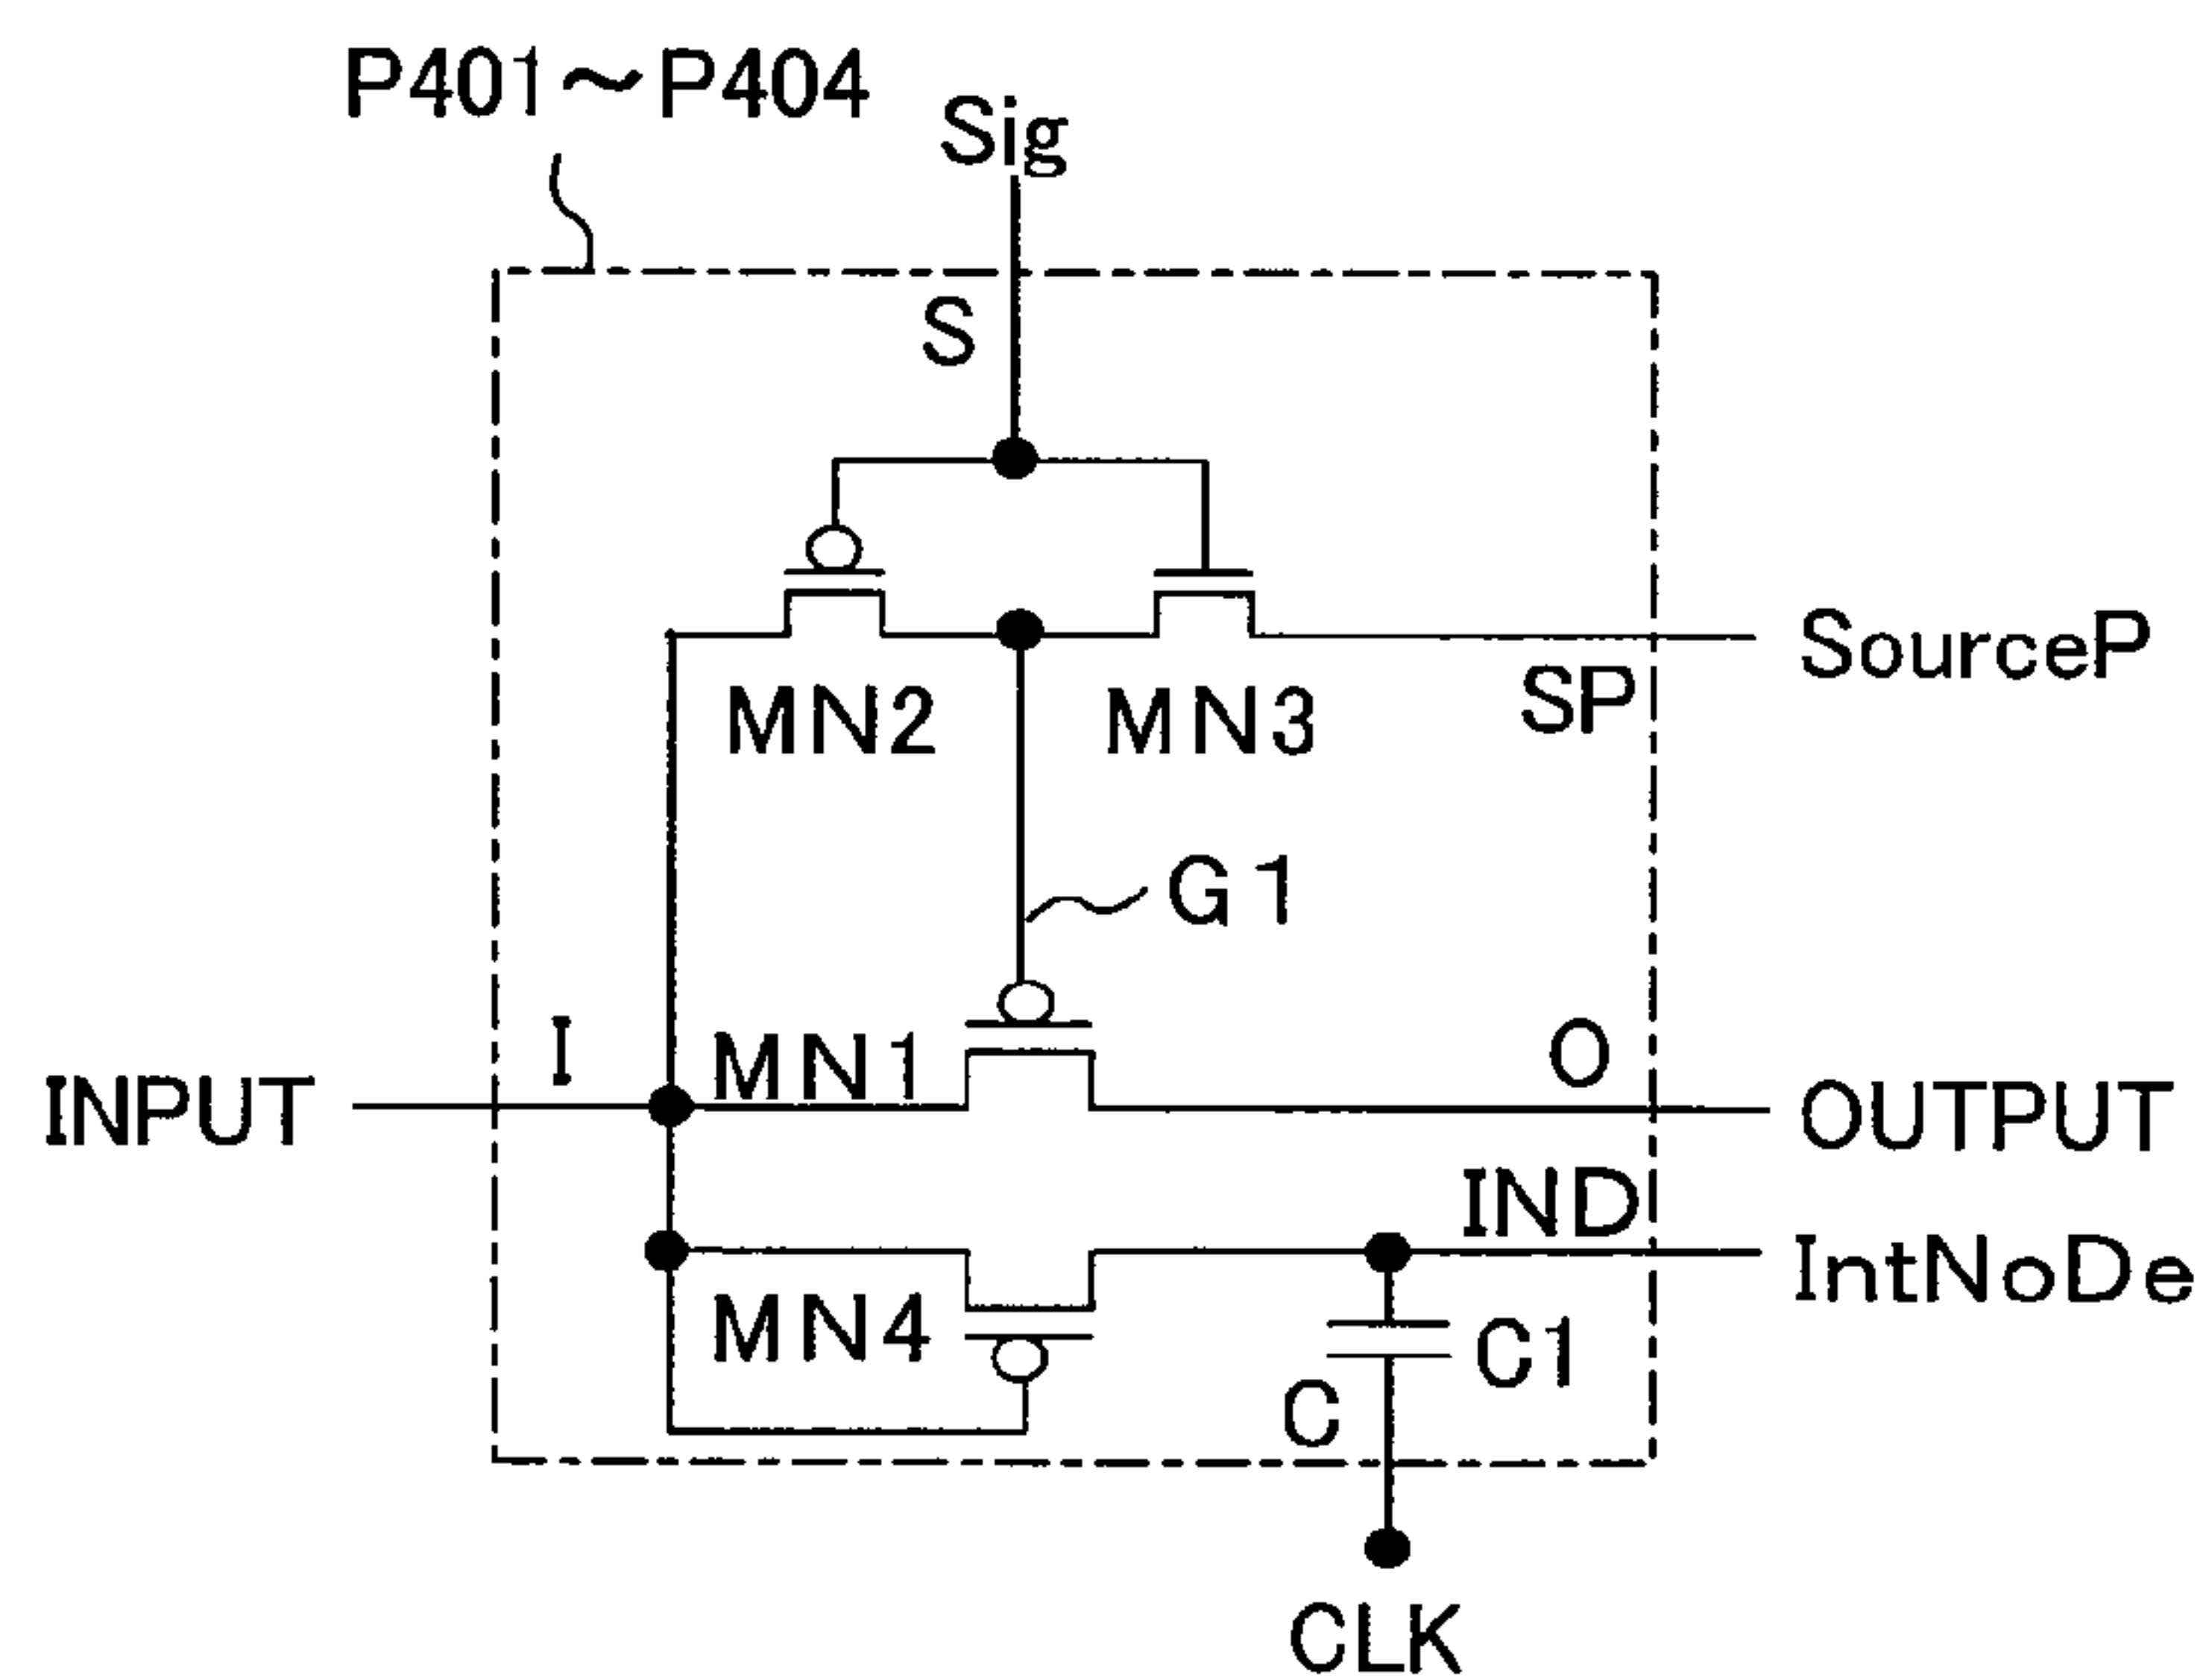 P401～P404
Sig
S
MN2
MN3
SP
SourceP
G1
I
MN1
O
INPUT
OUTPUT
IND
IntNoDe
MN4
C1
C
CLK